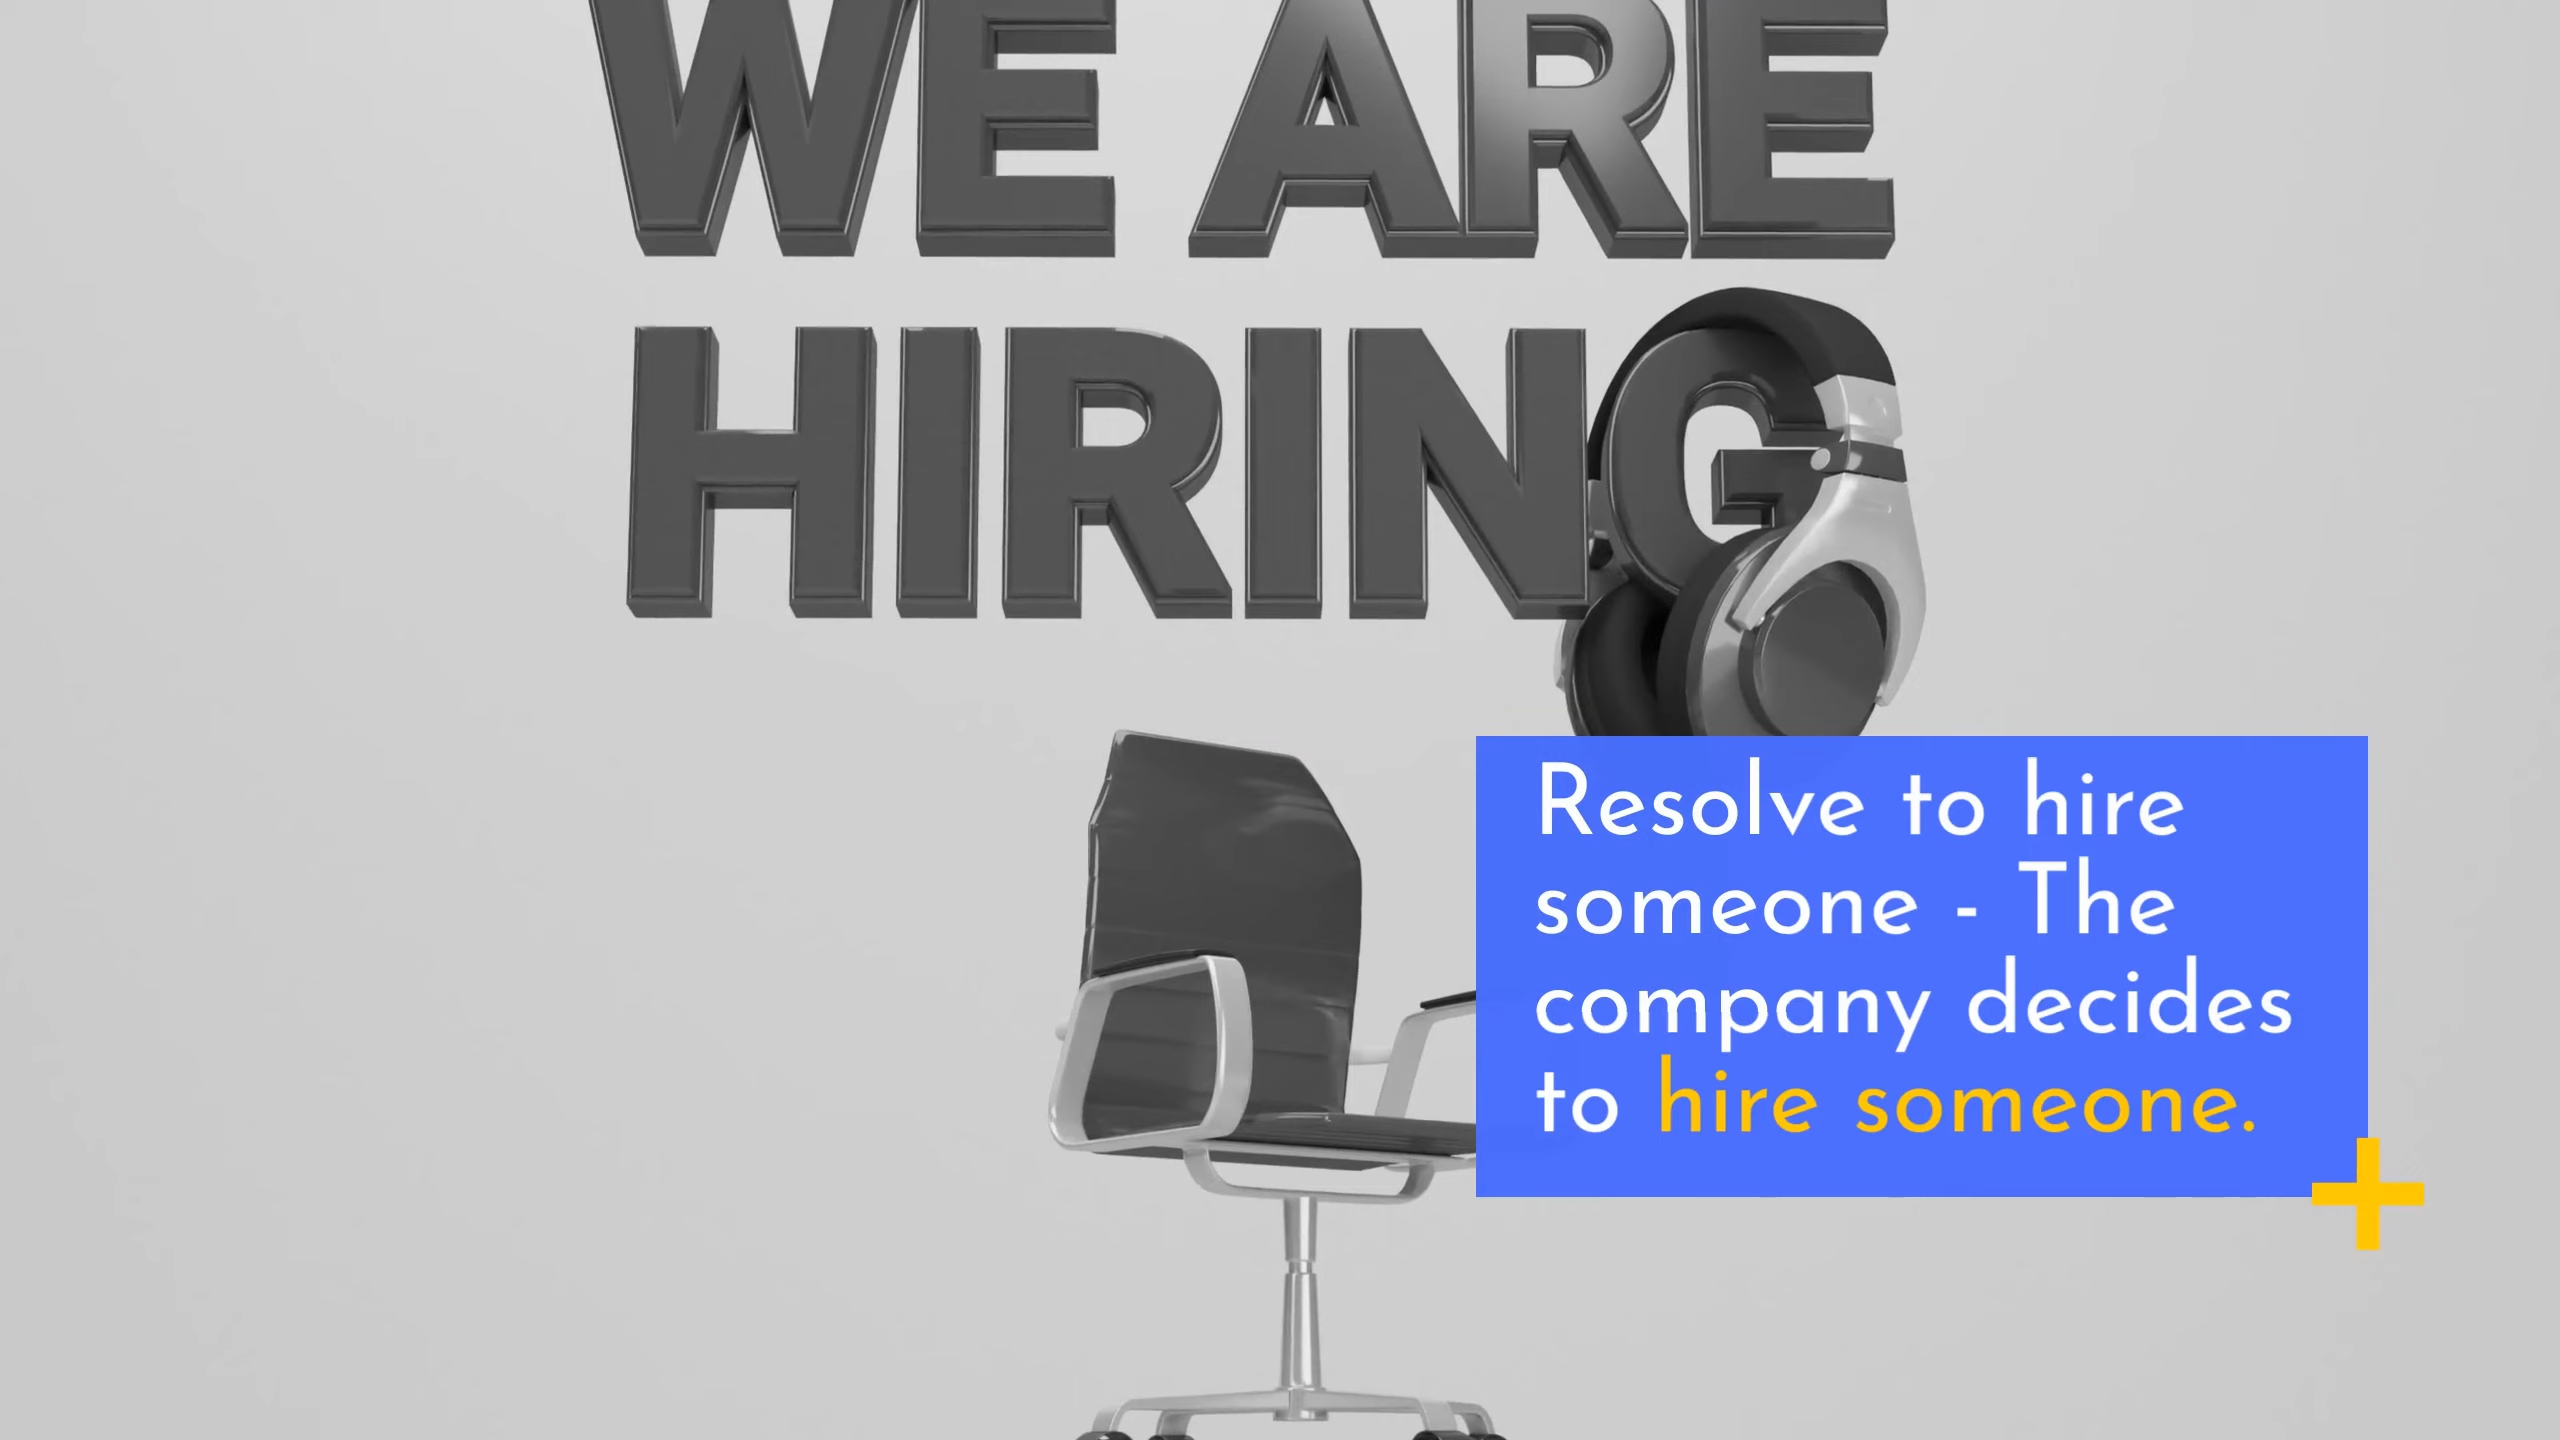 WE ARE
HIRING
Resolve to hire
someone - The
company decides
to hire someone.